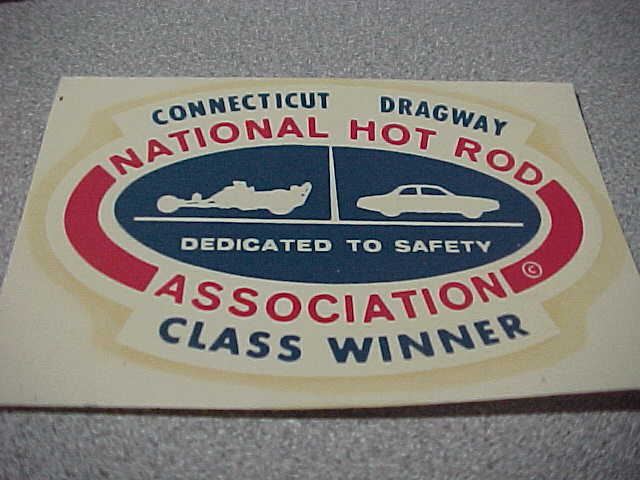 CONNECTICUT DRAGWAY
NATIONAL HOT ROD
DEDICATED TO SAFETY
©
ASSOCIATION
CLASS WINNER